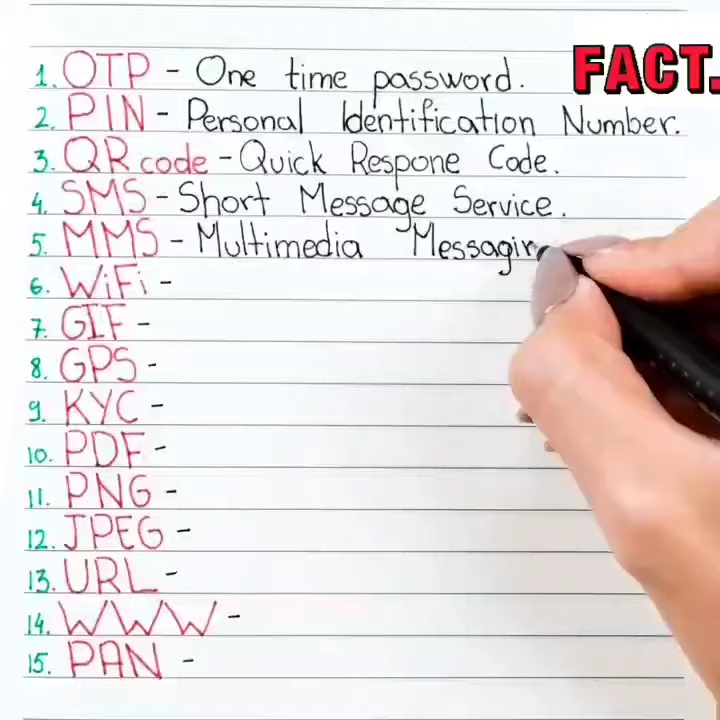 FACT.
1. OTP - One time password.
2. PIN - Personal Identification Number.
3. QR code - Quick Respone Code.
4. SMS - Short Message Service.
5. MMS - Multimedia Messagin
6. WiFi -
7. GIF -
8. GPS -
9. KYC -
10. PDF -
11. PNG -
12. JPEG -
13. URL -
14. WWW -
15. PAN -